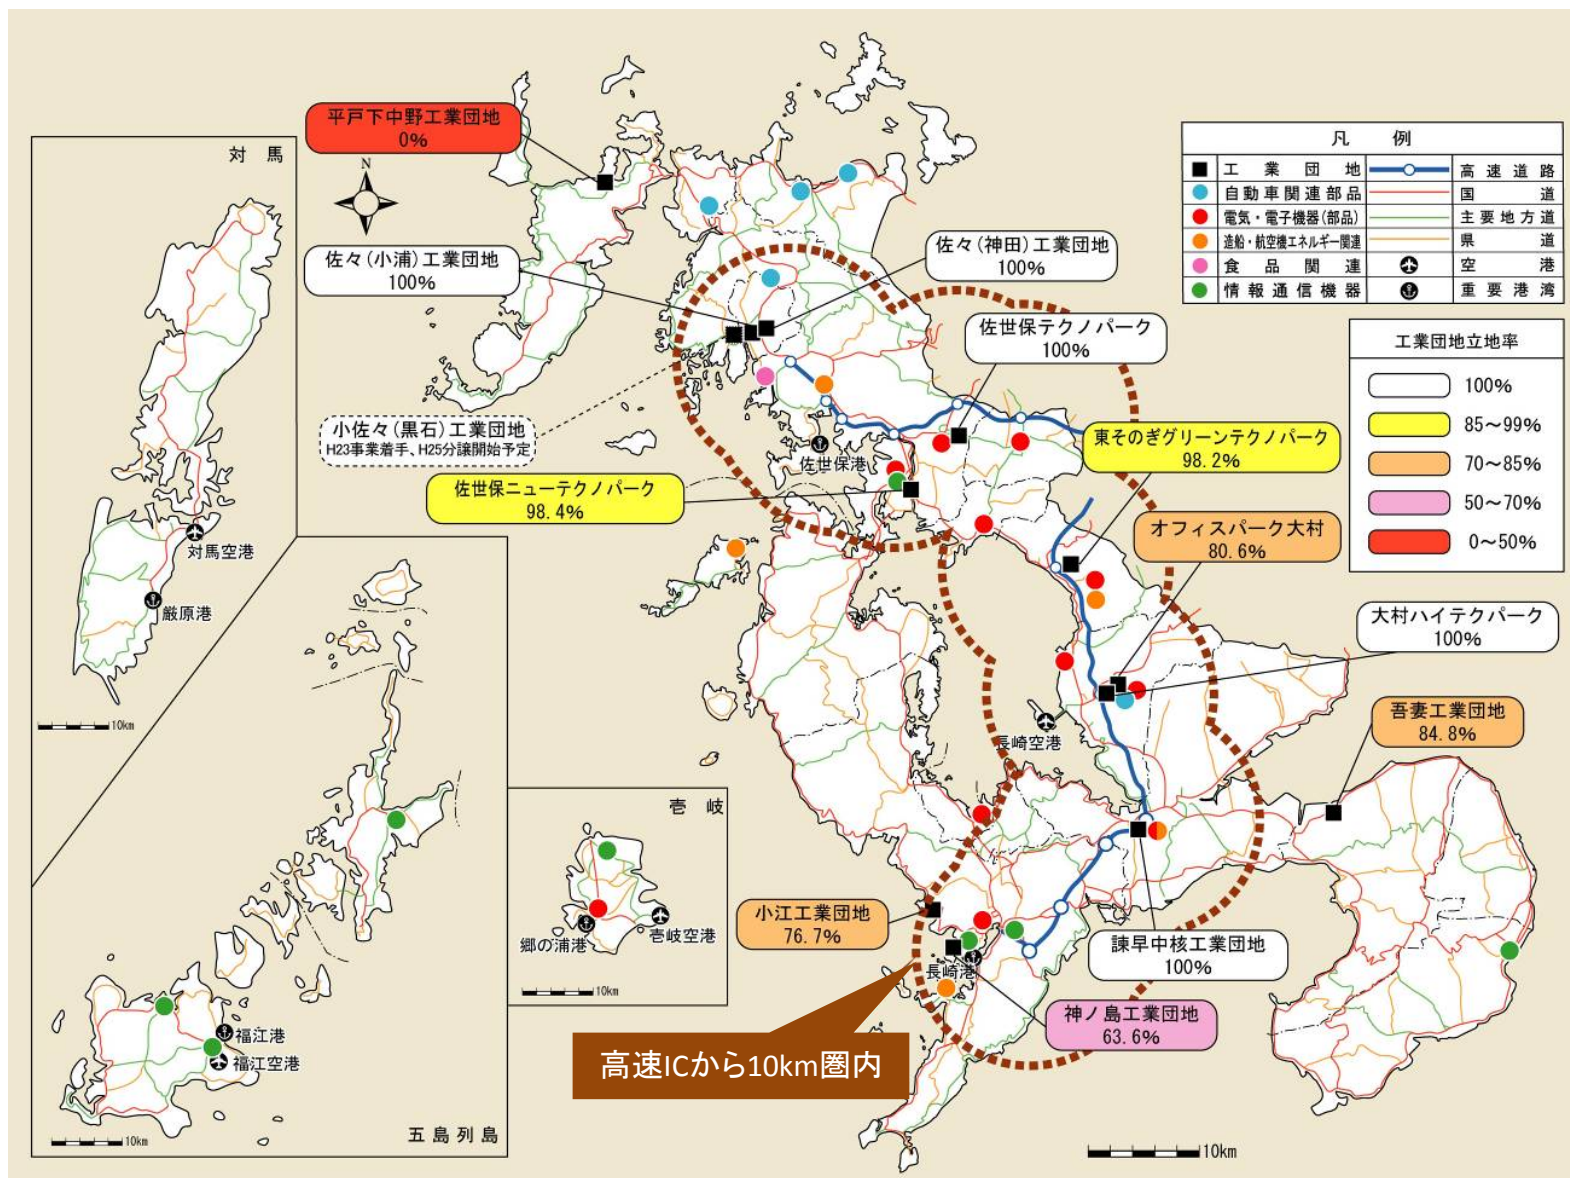 平戸下中野工業団地
0%
N
対馬
佐々(小浦)工業団地
100%
佐々(神田)工業団地
100%
凡例
工業団地
高速道路
自動車関連部品
国道
電気・電子機器(部品)
主要地方道
造船・航空機エネルギー関連
県道
食品関連
空港
情報通信機器
重要港湾
佐世保テクノパーク
100%
工業団地立地率
100%
85～99%
70～85%
50～70%
0～50%
小佐々(黒石)工業団地
H23事業着手、H25分譲開始予定
佐世保港
東そのぎグリーンテクノパーク
98.2%
佐世保ニューテクノパーク
98.4%
オフィスパーク大村
80.6%
対馬空港
厳原港
大村ハイテクパーク
100%
10km
長崎空港
吾妻工業団地
84.8%
壱岐
郷の浦港
壱岐空港
10km
小江工業団地
76.7%
諫早中核工業団地
100%
長崎港
神ノ島工業団地
63.6%
高速ICから10km圏内
福江港
福江空港
10km
五島列島
10km